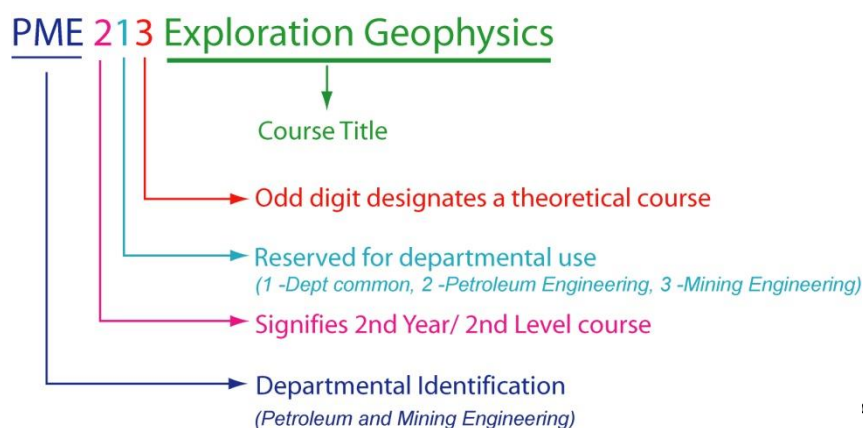 PME 213 Exploration Geophysics
Course Title
Odd digit designates a theoretical course
Reserved for departmental use
(1 -Dept common, 2 -Petroleum Engineering, 3 -Mining Engineering)
Signifies 2nd Year/ 2nd Level course
Departmental Identification
(Petroleum and Mining Engineering)